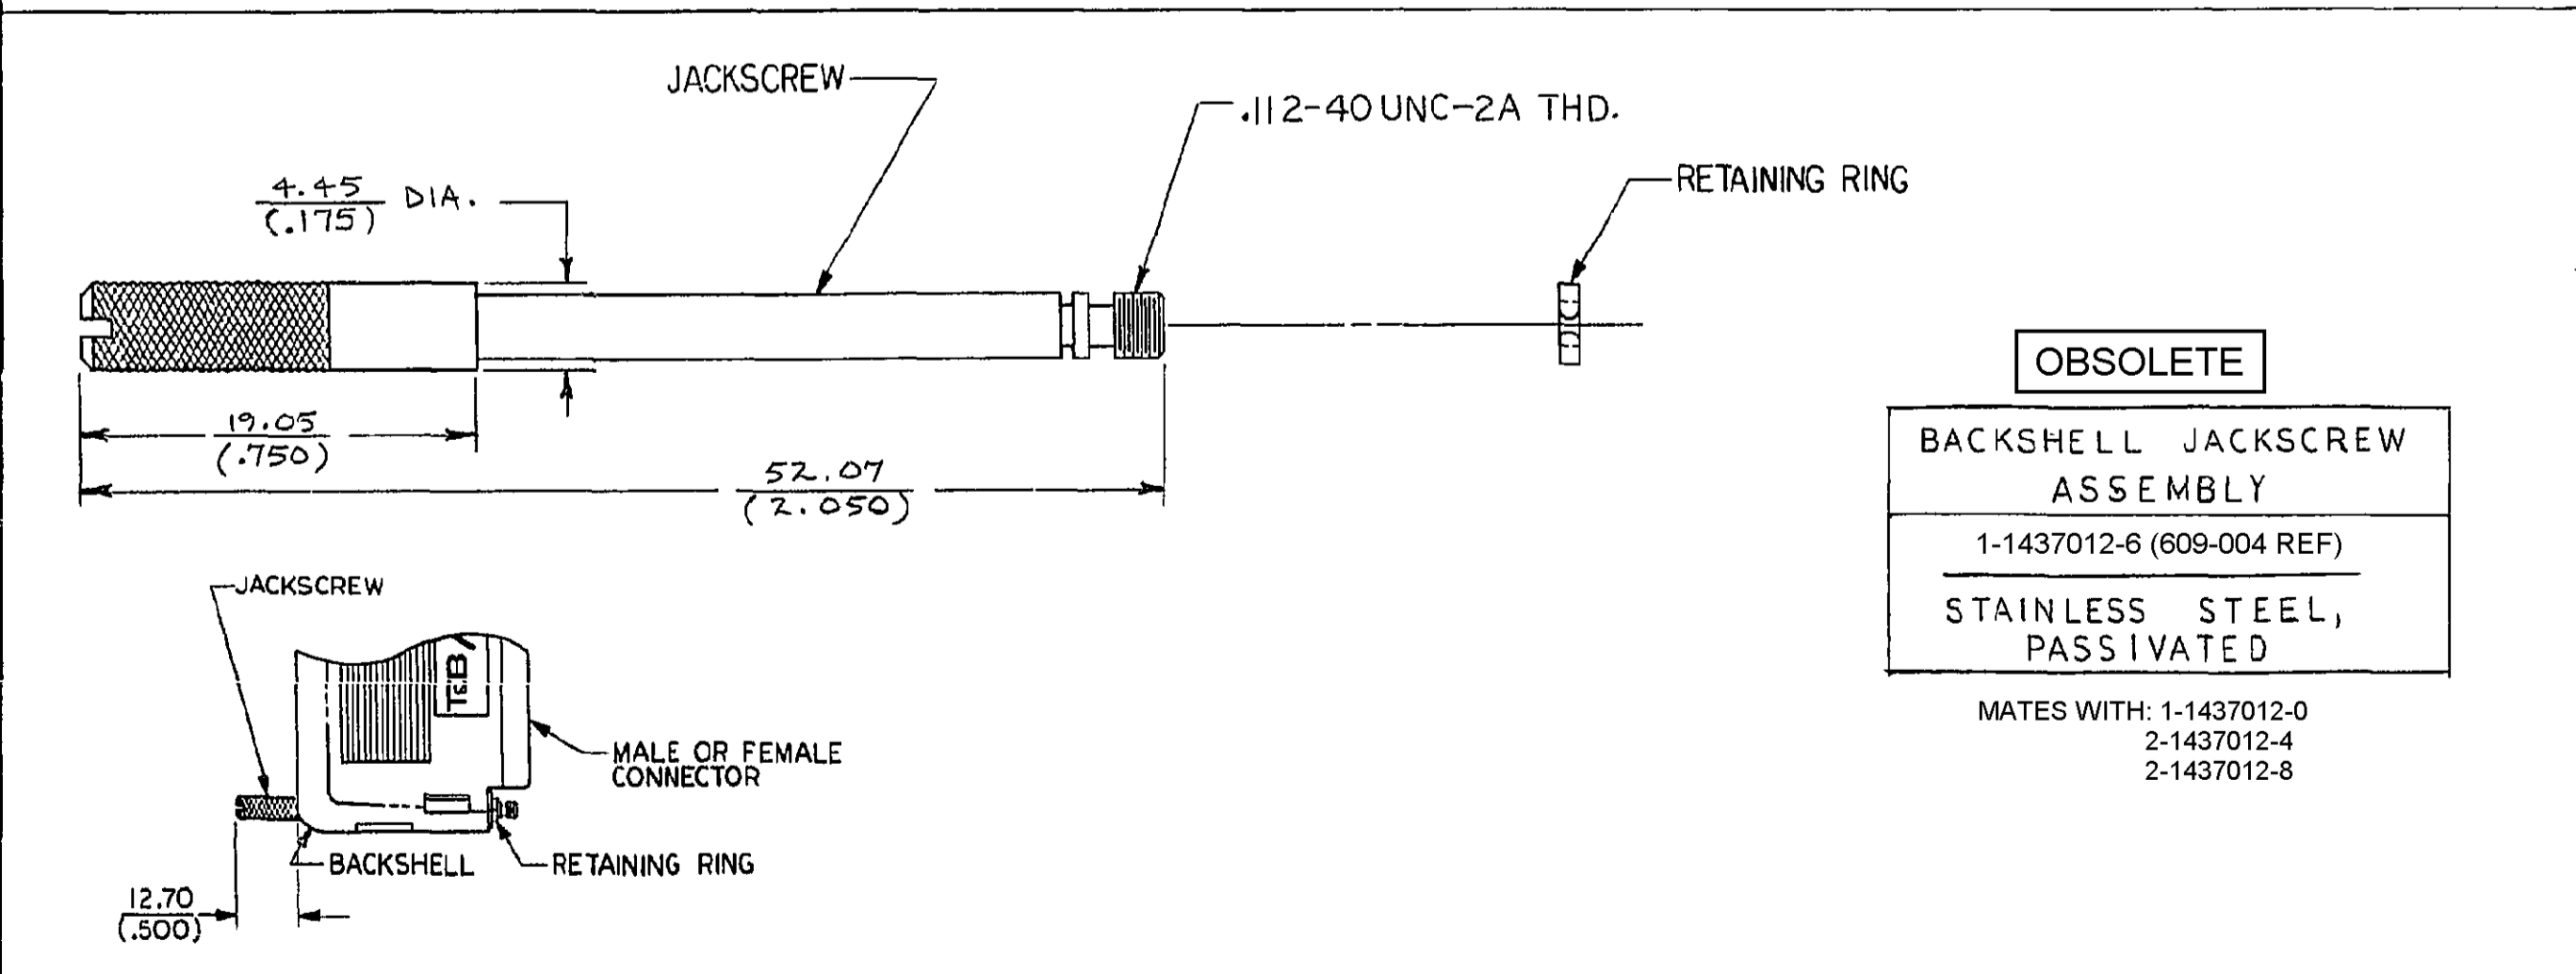 JACKSCREW
.112-40 UNC-2A THD.
RETAINING RING
4.45
(.175)
DIA.
19.05
(.750)
52.07
(2.050)
OBSOLETE
BACKSHELL JACKSCREW
ASSEMBLY
1-1437012-6 (609-004 REF)
STAINLESS STEEL,
PASSIVATED
MATES WITH: 1-1437012-0
2-1437012-4
2-1437012-8
JACKSCREW
T&B
MALE OR FEMALE
CONNECTOR
BACKSHELL
RETAINING RING
12.70
(.500)